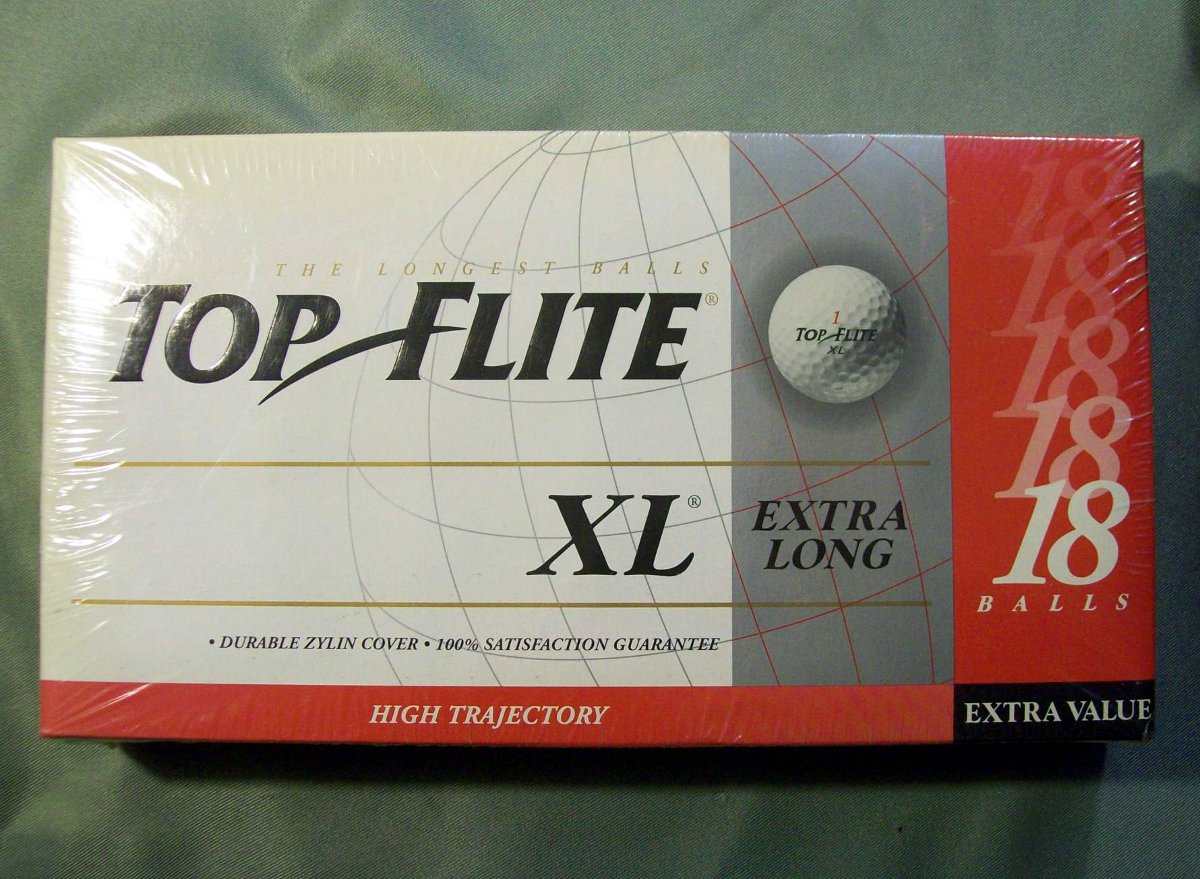 THE LONGEST BALLS
TOP FLITE®
XL®
• DURABLE ZYLIN COVER • 100% SATISFACTION GUARANTEE
HIGH TRAJECTORY
1
TOP FLITE
XL
EXTRA
LONG
18
18
18
18
18
BALLS
EXTRA VALUE